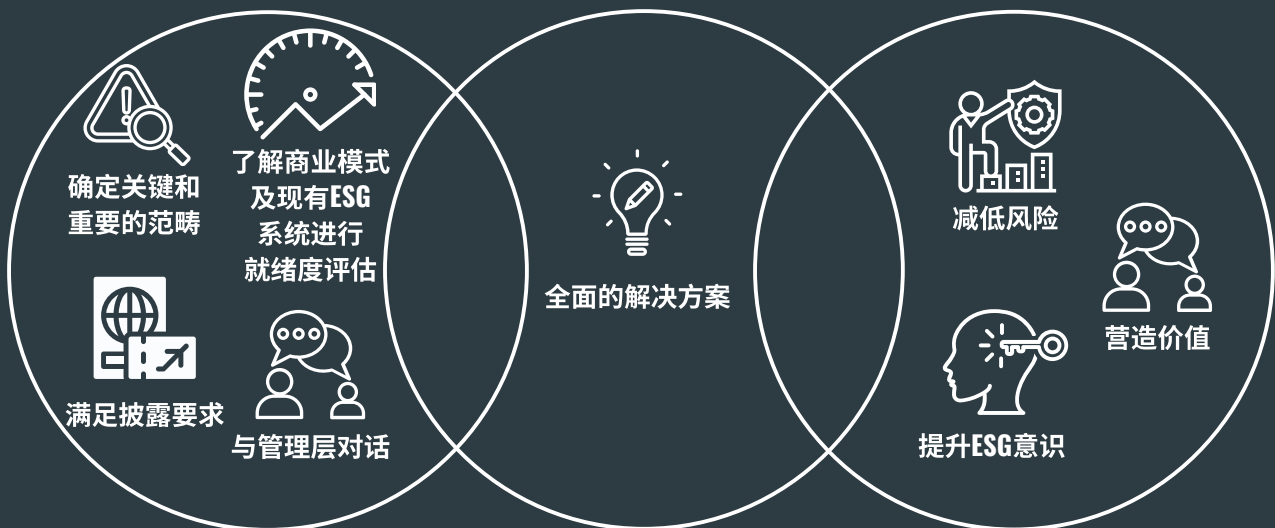 确定关键和
重要的范畴
了解商业模式
及现有ESG
系统进行
就绪度评估
满足披露要求
与管理层对话
全面的解决方案
减低风险
营造价值
提升ESG意识